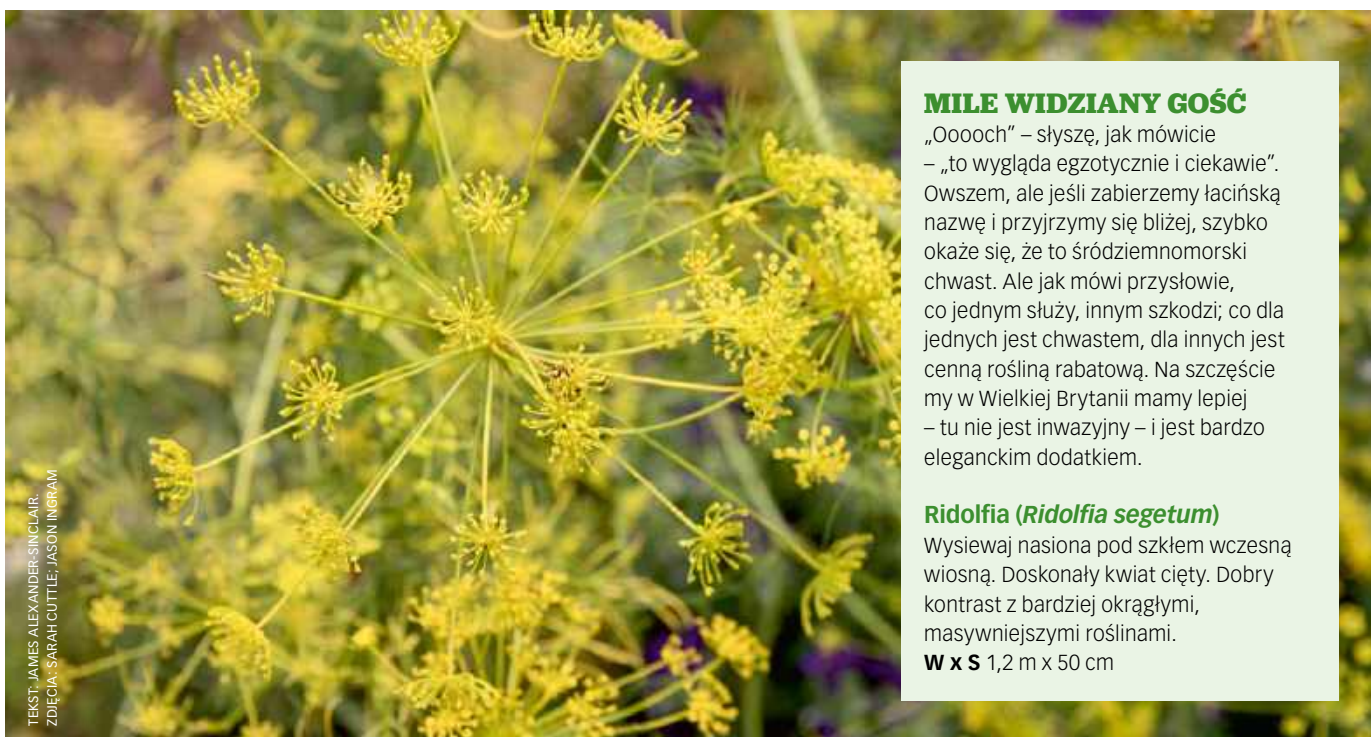 MILE WIDZIANY GOŚĆ
„Ooooch” – słyszę, jak mówicie
– „to wygląda egzotycznie i ciekawie”.
Owszem, ale jeśli zabierzemy łacińską
nazwę i przyjrzymy się bliżej, szybko
okaże się, że to śródziemnomorski
chwast. Ale jak mówi przysłowie,
co jednym służy, innym szkodzi; co dla
jednych jest chwastem, dla innych jest
cenną rośliną rabatową. Na szczęście
my w Wielkiej Brytanii mamy lepiej
– tu nie jest inwazyjny – i jest bardzo
eleganckim dodatkiem.
Ridolfia (Ridolfia segetum)
Wysiewaj nasiona pod szkłem wczesną
wiosną. Doskonały kwiat cięty. Dobry
kontrast z bardziej okrągłymi,
masywniejszymi roślinami.
W x S 1,2 m x 50 cm
TEKST: JAMES ALEXANDER-SINCLAIR.
ZDJĘCIA: SARAH CUTTLE; JASON INGRAM